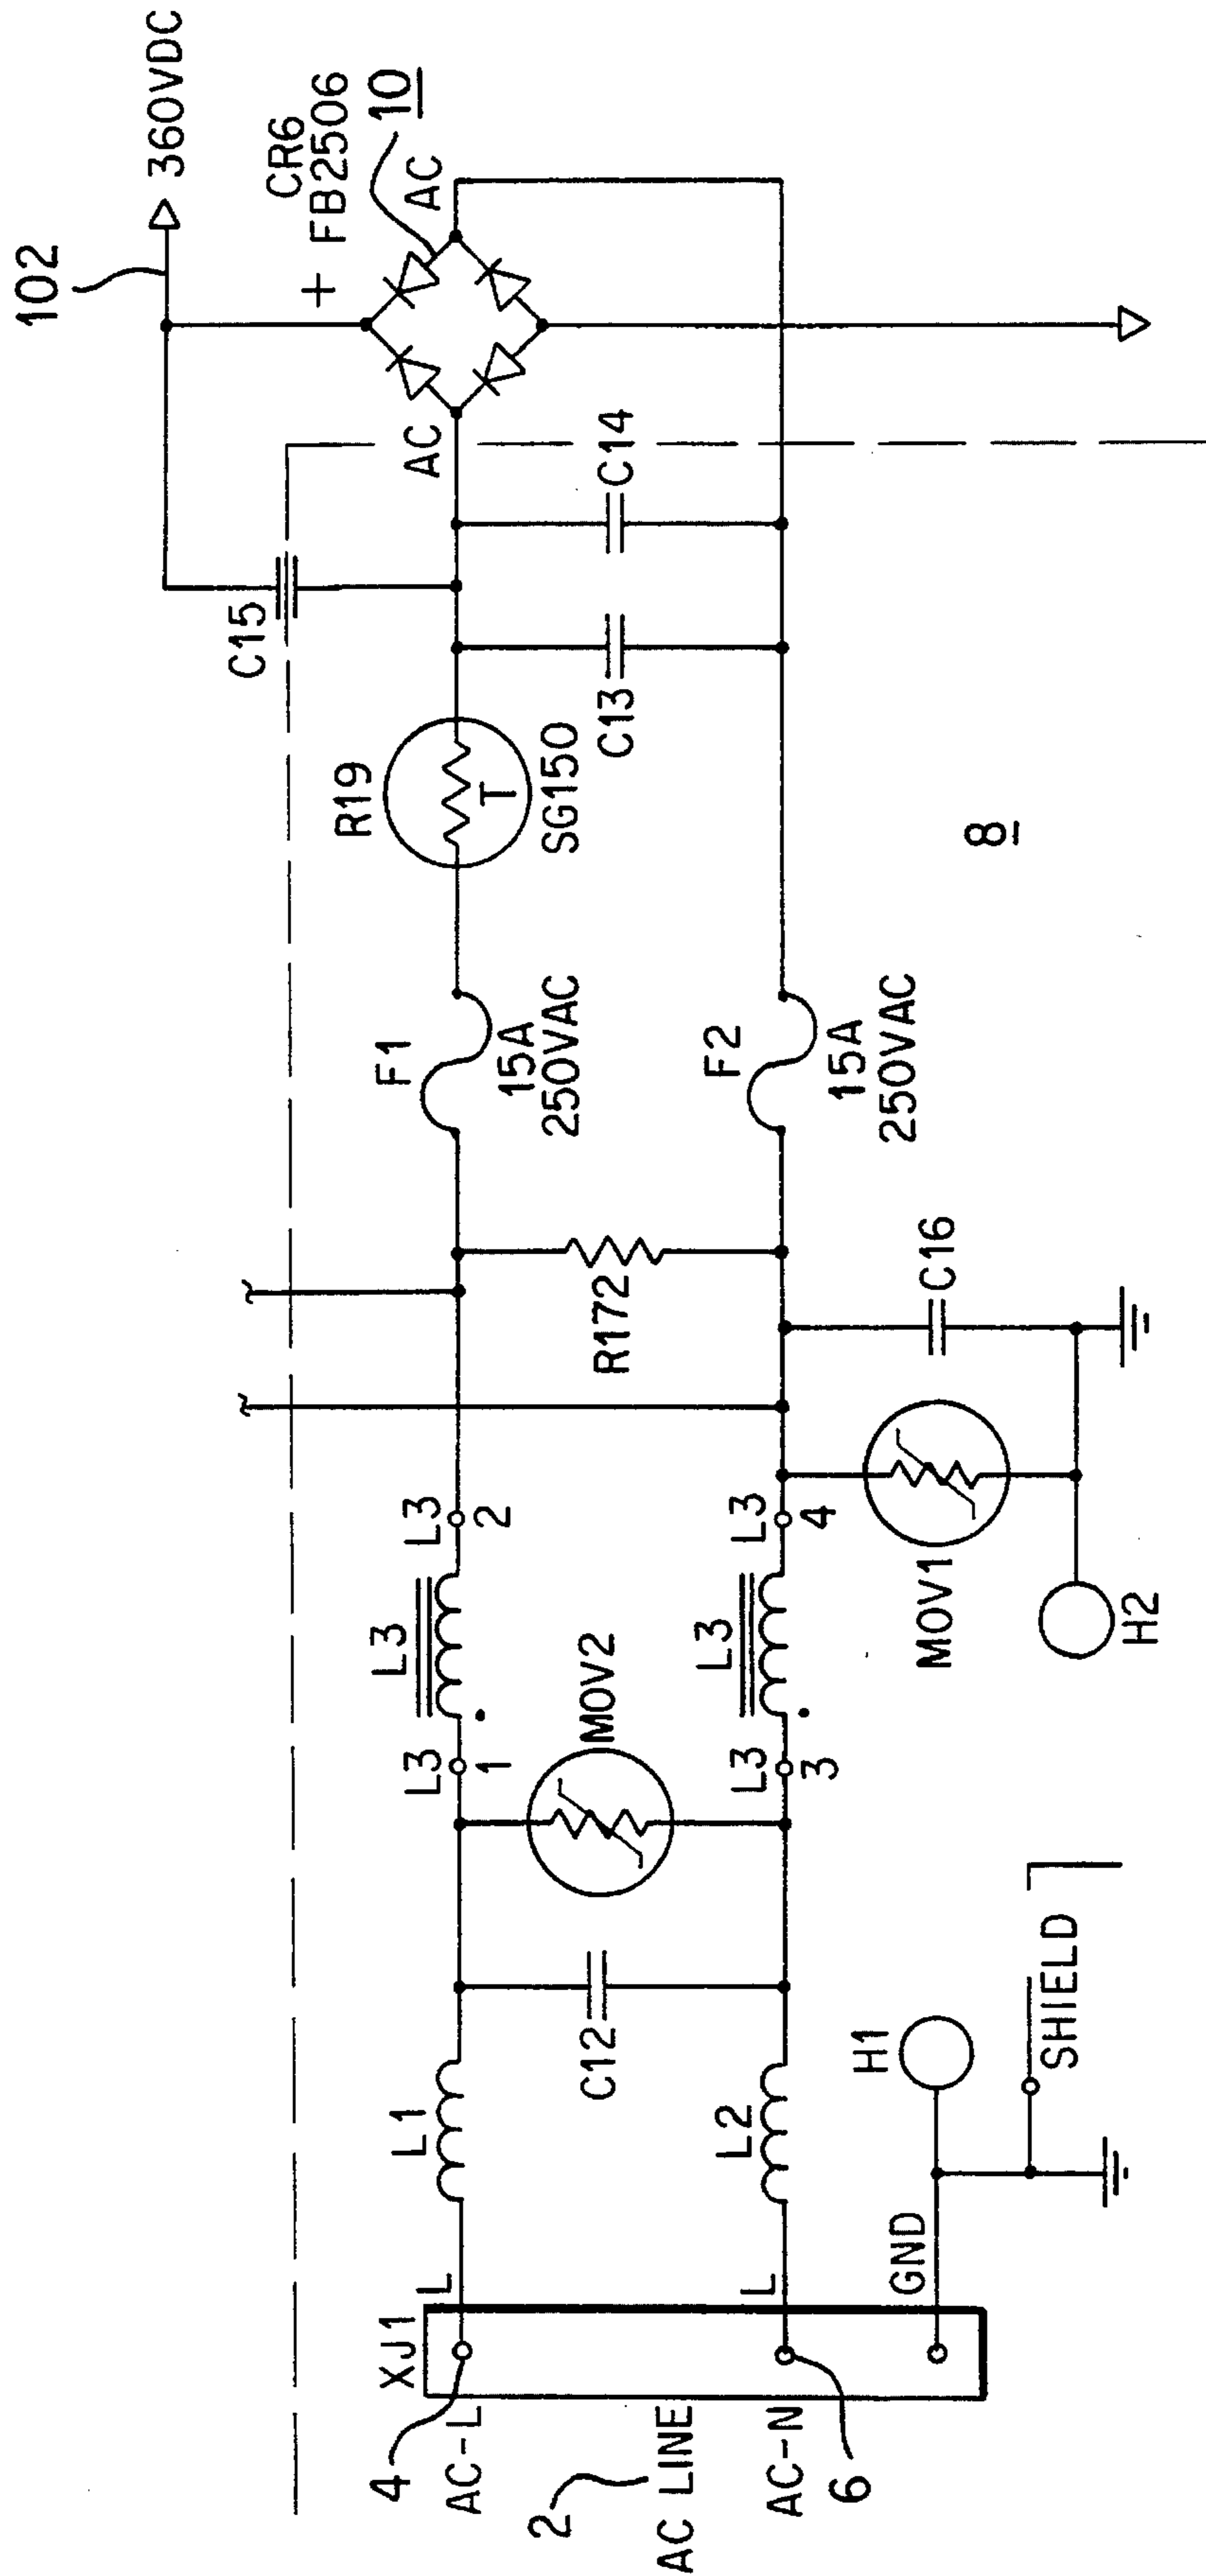 102
360VDC
CR6
FB2506
10
+
AC
AC
C15
C14
C13
R19
T
SG150
8
F1
15A
250VAC
F2
15A
250VAC
R172
C16
L3
2
L3
L3
1
MOV2
L3
4
L3
L3
3
MOV1
H2
C12
L1
L2
H1
SHIELD
GND
L
L
XJ1
4
AC-L
2
AC LINE
AC-N
6